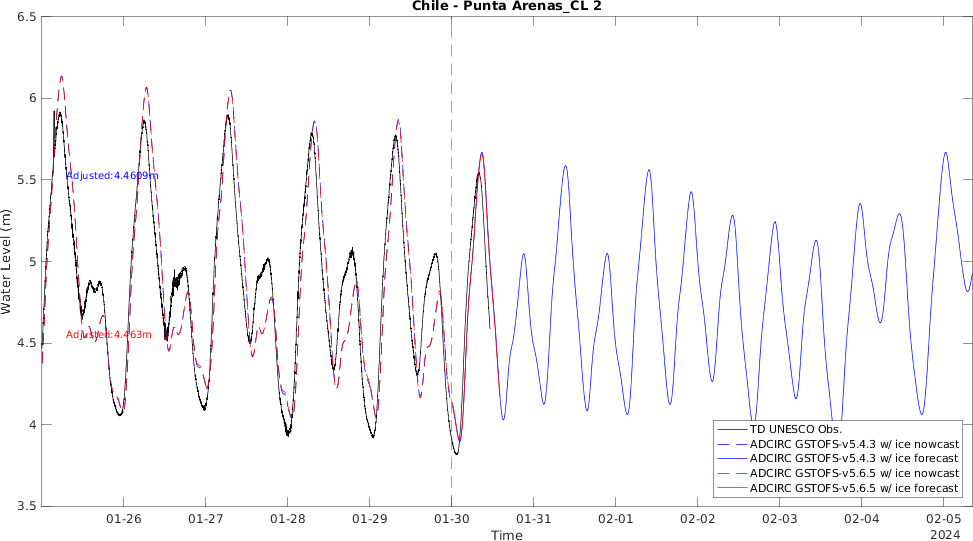 Chile - Punta Arenas_CL 2
6.5
6
5.5
5
4.5
4
3.5
Water Level (m)
Adjusted:4.4609m
Adjusted:4.463m
TD UNESCO Obs.
ADCIRC GSTOFS-v5.4.3 w/ ice nowcast
ADCIRC GSTOFS-v5.4.3 w/ ice forecast
ADCIRC GSTOFS-v5.6.5 w/ ice nowcast
ADCIRC GSTOFS-v5.6.5 w/ ice forecast
01-26 01-27 01-28 01-29 01-30 01-31 02-01 02-02 02-03 02-04 02-05
2024
Time